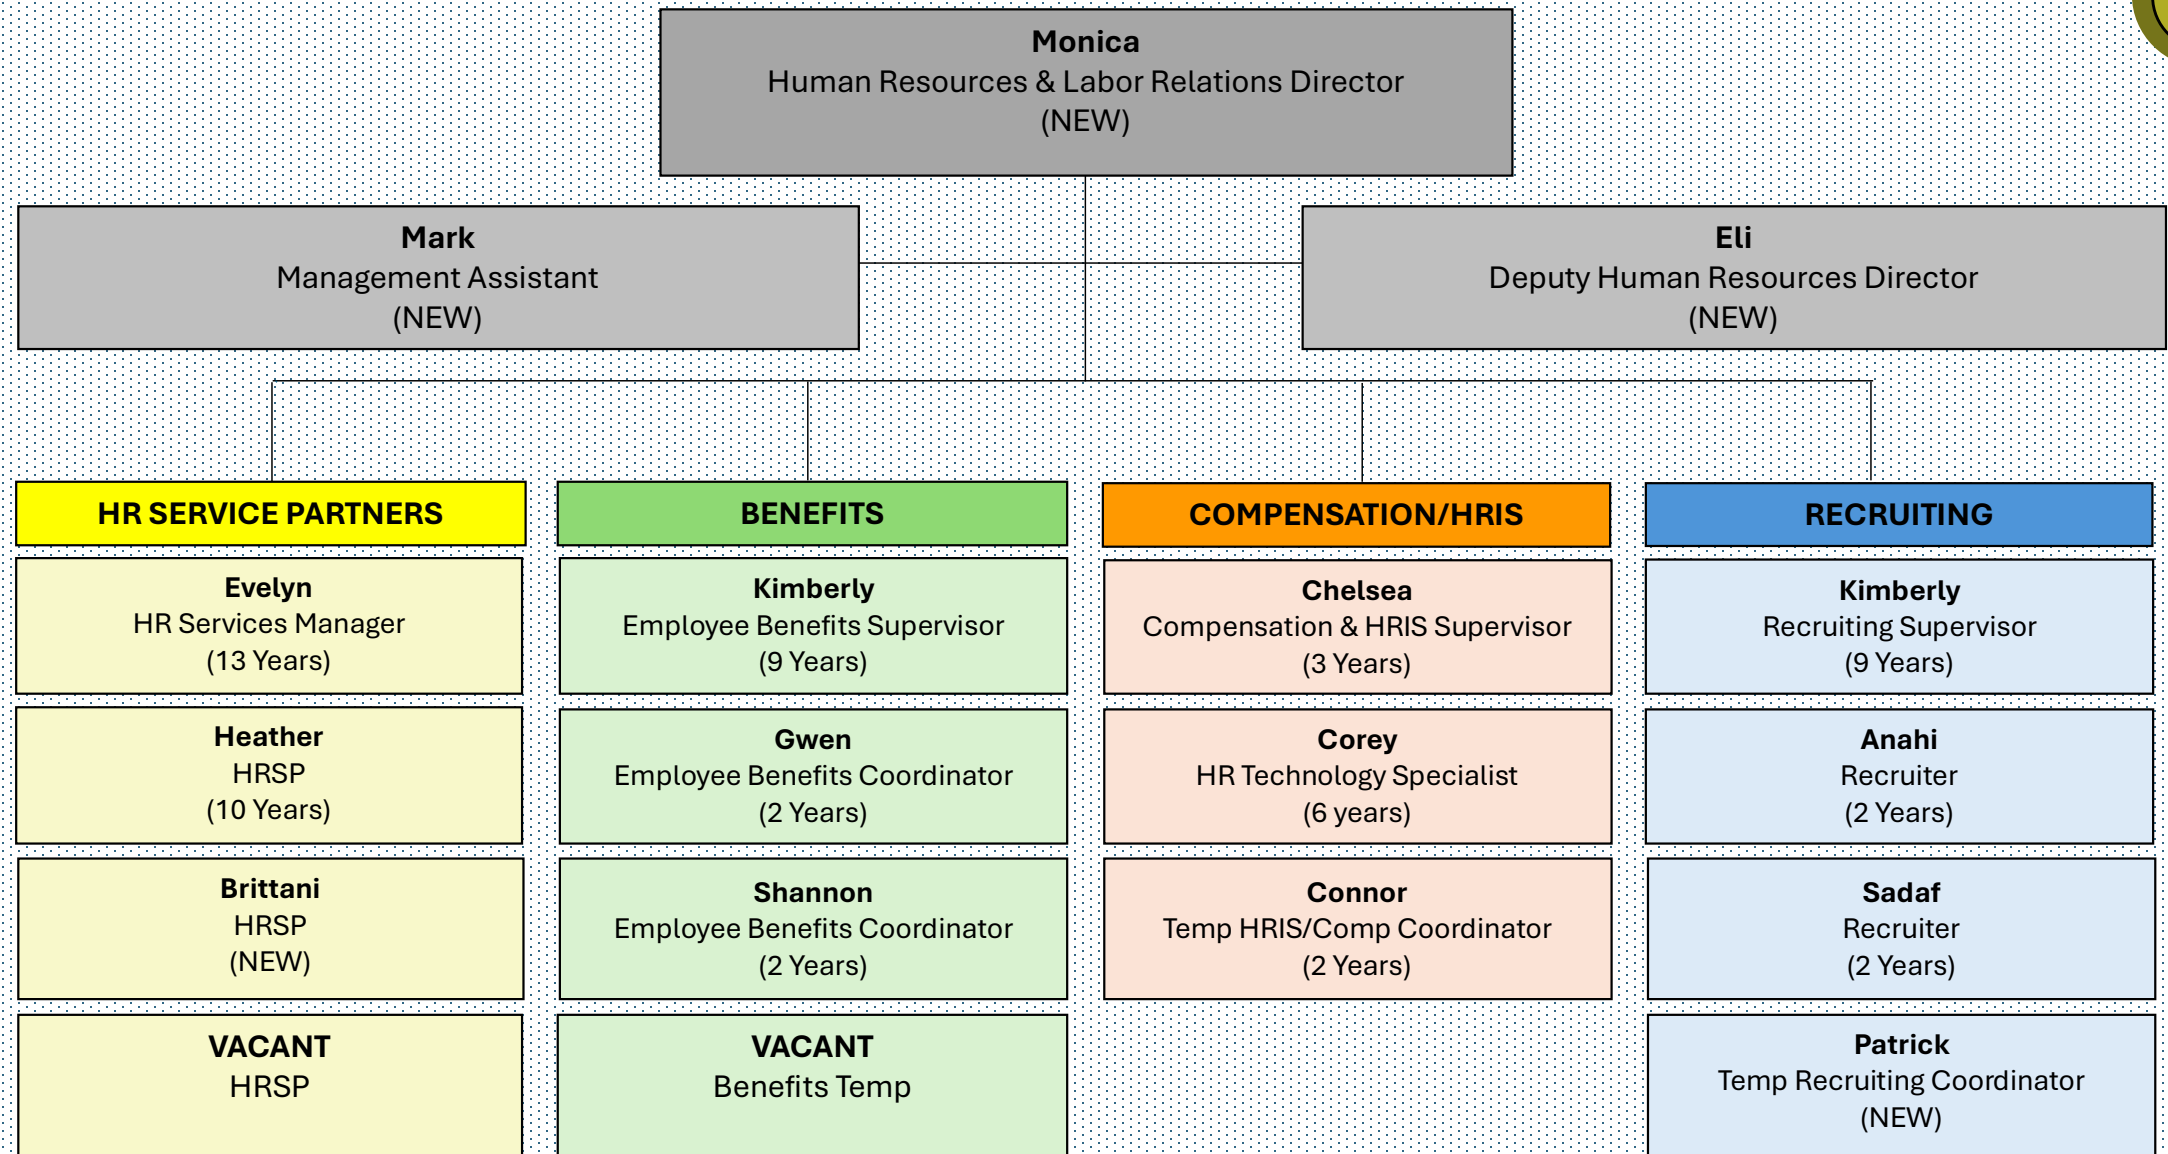 Monica
Human Resources & Labor Relations Director
(NEW)
Mark
Management Assistant
(NEW)
Eli
Deputy Human Resources Director
(NEW)
HR SERVICE PARTNERS
Evelyn
HR Services Manager
(13 Years)
Heather
HRSP
(10 Years)
Brittani
HRSP
(NEW)
VACANT
HRSP
BENEFITS
Kimberly
Employee Benefits Supervisor
(9 Years)
Gwen
Employee Benefits Coordinator
(2 Years)
Shannon
Employee Benefits Coordinator
(2 Years)
VACANT
Benefits Temp
COMPENSATION/HRIS
Chelsea
Compensation & HRIS Supervisor
(3 Years)
Corey
HR Technology Specialist
(6 years)
Connor
Temp HRIS/Comp Coordinator
(2 Years)
RECRUITING
Kimberly
Recruiting Supervisor
(9 Years)
Anahi
Recruiter
(2 Years)
Sadaf
Recruiter
(2 Years)
Patrick
Temp Recruiting Coordinator
(NEW)